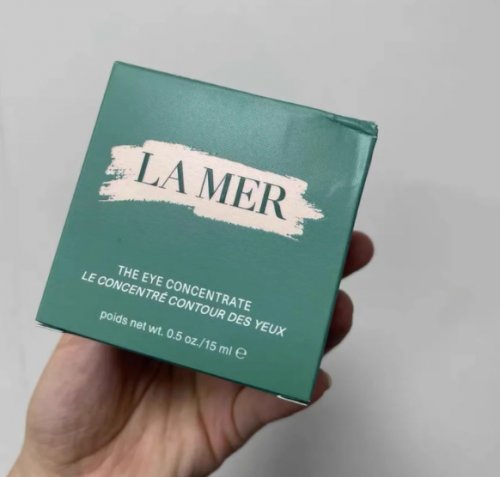 LA MER
THE EYE CONCENTRATE
LE CONCENTRÉ CONTOUR DES YEUX
poids net wt. 0.5 oz./15 ml ℮